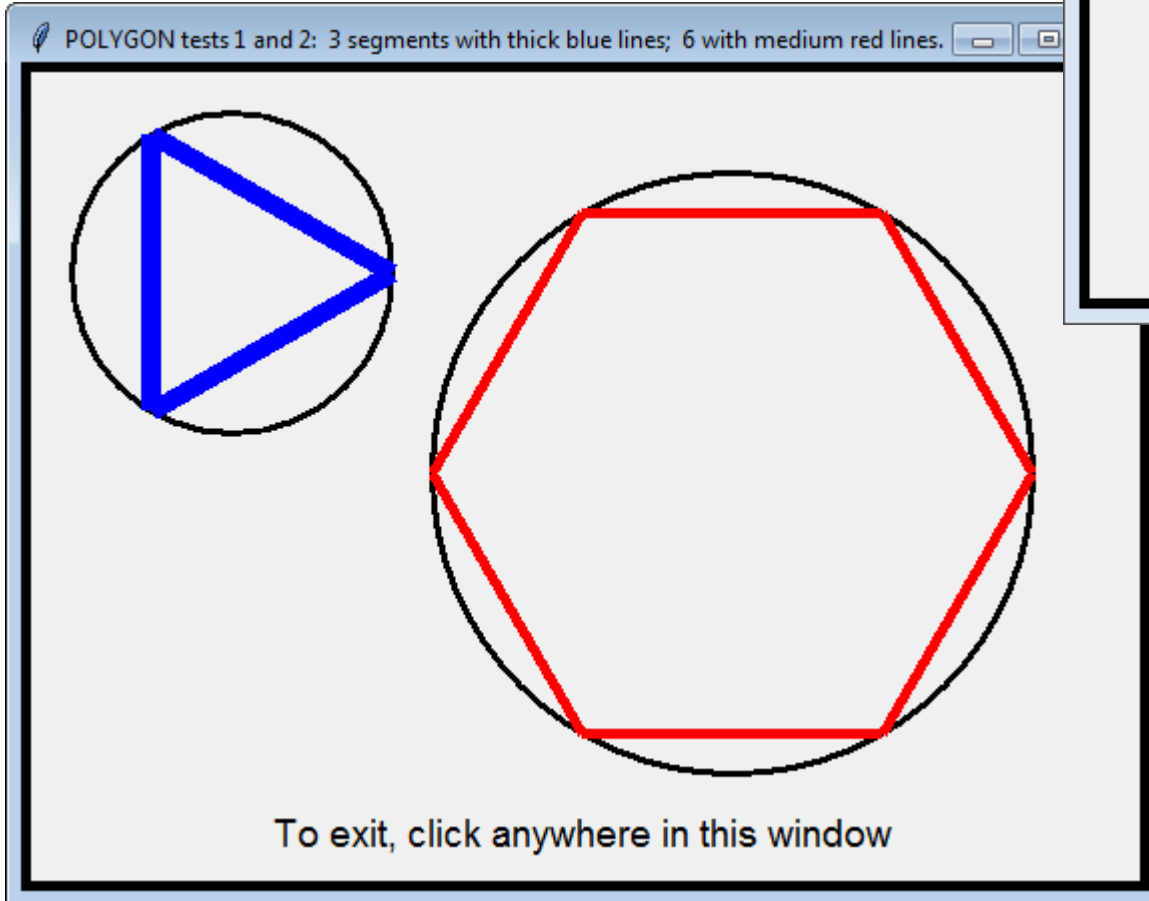 POLYGON tests 1 and 2:  3 segments with thick blue lines;  6 with medium red lines.
To exit, click anywhere in this window